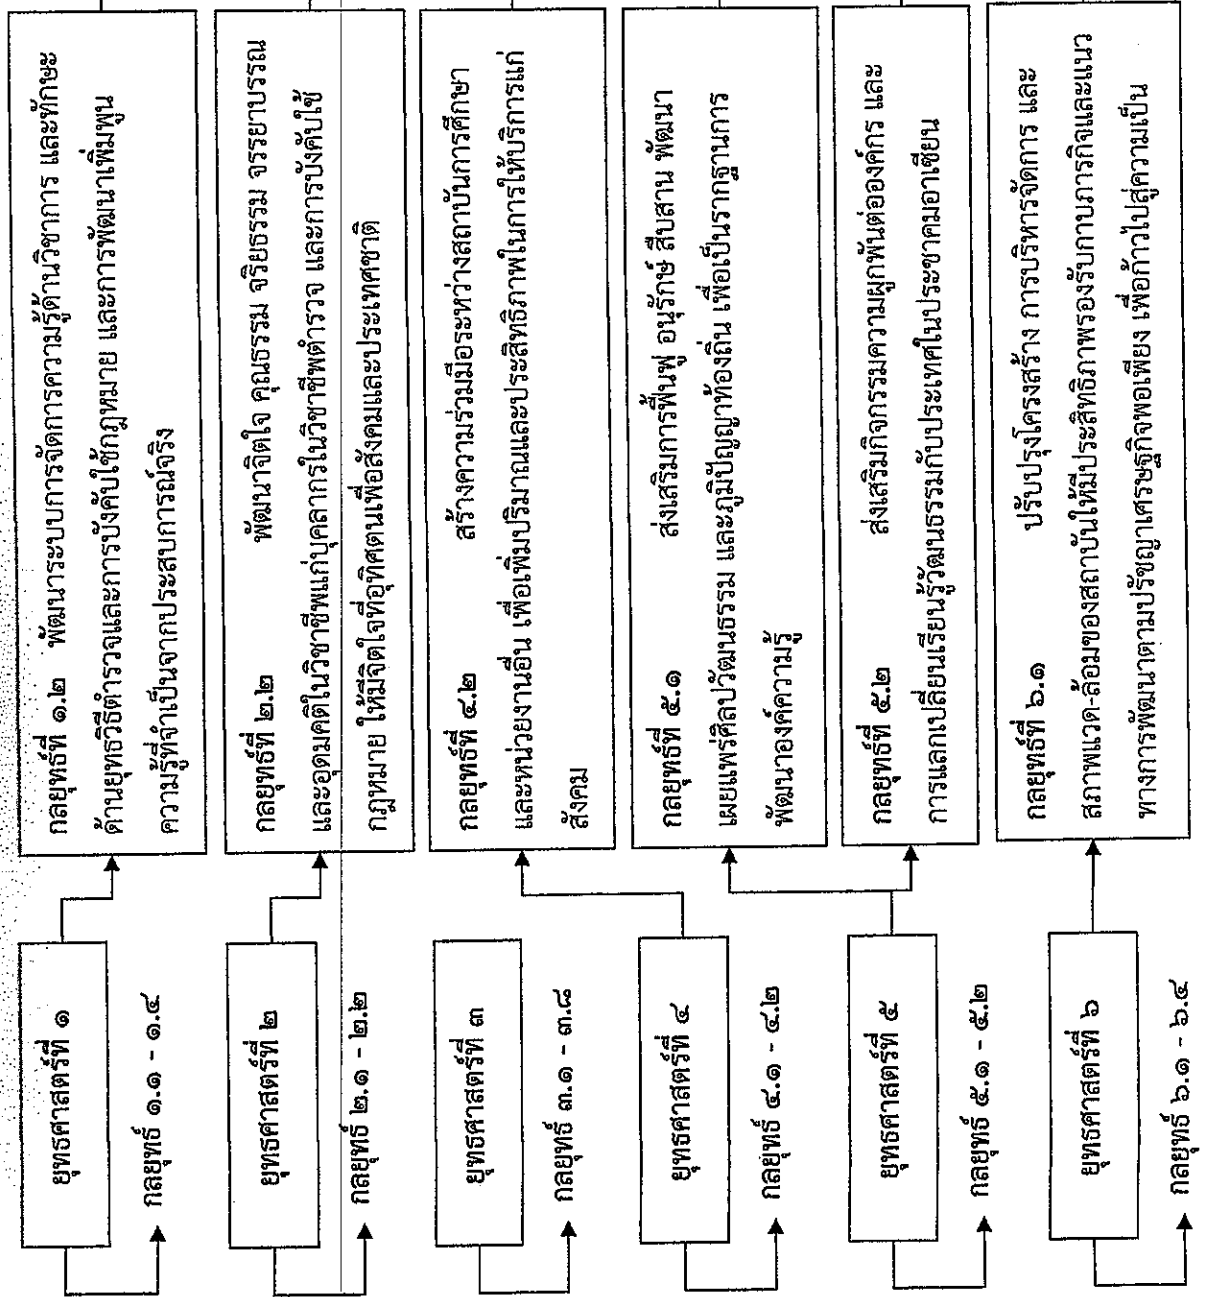 ยุทธศาสตร์ที่ ๑
กลยุทธ์ ๑.๑ - ๑.๔
กลยุทธ์ที่ ๑.๒ พัฒนาระบบการจัดการความรู้ด้านวิชาการ และทักษะ
ด้านยุทธวิธีตำรวจและการบังคับใช้กฎหมาย และการพัฒนาเพิ่มพูน
ความรู้ที่จำเป็นจากประสบการณ์จริง
ยุทธศาสตร์ที่ ๒
กลยุทธ์ ๒.๑ - ๒.๒
กลยุทธ์ที่ ๒.๒ พัฒนาจิตใจ คุณธรรม จริยธรรม จรรยาบรรณ
และอุดมคติในวิชาชีพแก่บุคลากรในวิชาชีพตำรวจ และการบังคับใช้
กฎหมาย ให้มีจิตใจที่อุทิศตนเพื่อสังคมและประเทศชาติ
ยุทธศาสตร์ที่ ๓
กลยุทธ์ ๓.๑ - ๓.๘
กลยุทธ์ที่ ๔.๒ สร้างความร่วมมือระหว่างสถาบันการศึกษา
และหน่วยงานอื่น เพื่อเพิ่มปริมาณและประสิทธิภาพในการให้บริการแก่
สังคม
ยุทธศาสตร์ที่ ๔
กลยุทธ์ ๔.๑ - ๔.๒
กลยุทธ์ที่ ๕.๑ ส่งเสริมการฟื้นฟู อนุรักษ์ สืบสาน พัฒนา
เผยแพร่ศิลปวัฒนธรรม และภูมิปัญญาท้องถิ่น เพื่อเป็นรากฐานการ
พัฒนาองค์ความรู้
ยุทธศาสตร์ที่ ๕
กลยุทธ์ ๕.๑ - ๕.๒
กลยุทธ์ที่ ๕.๒ ส่งเสริมกิจกรรมความผูกพันต่อองค์กร และ
การแลกเปลี่ยนเรียนรู้วัฒนธรรมกับประเทศในประชาคมอาเซียน
ยุทธศาสตร์ที่ ๖
กลยุทธ์ ๖.๑ - ๖.๔
กลยุทธ์ที่ ๖.๑ ปรับปรุงโครงสร้าง การบริหารจัดการ และ
สภาพแวด-ล้อมของสถาบันให้มีประสิทธิภาพรองรับกาบภารกิจและแนว
ทางการพัฒนาตามปรัชญาเศรษฐกิจพอเพียง เพื่อก้าวไปสู่ความเป็น